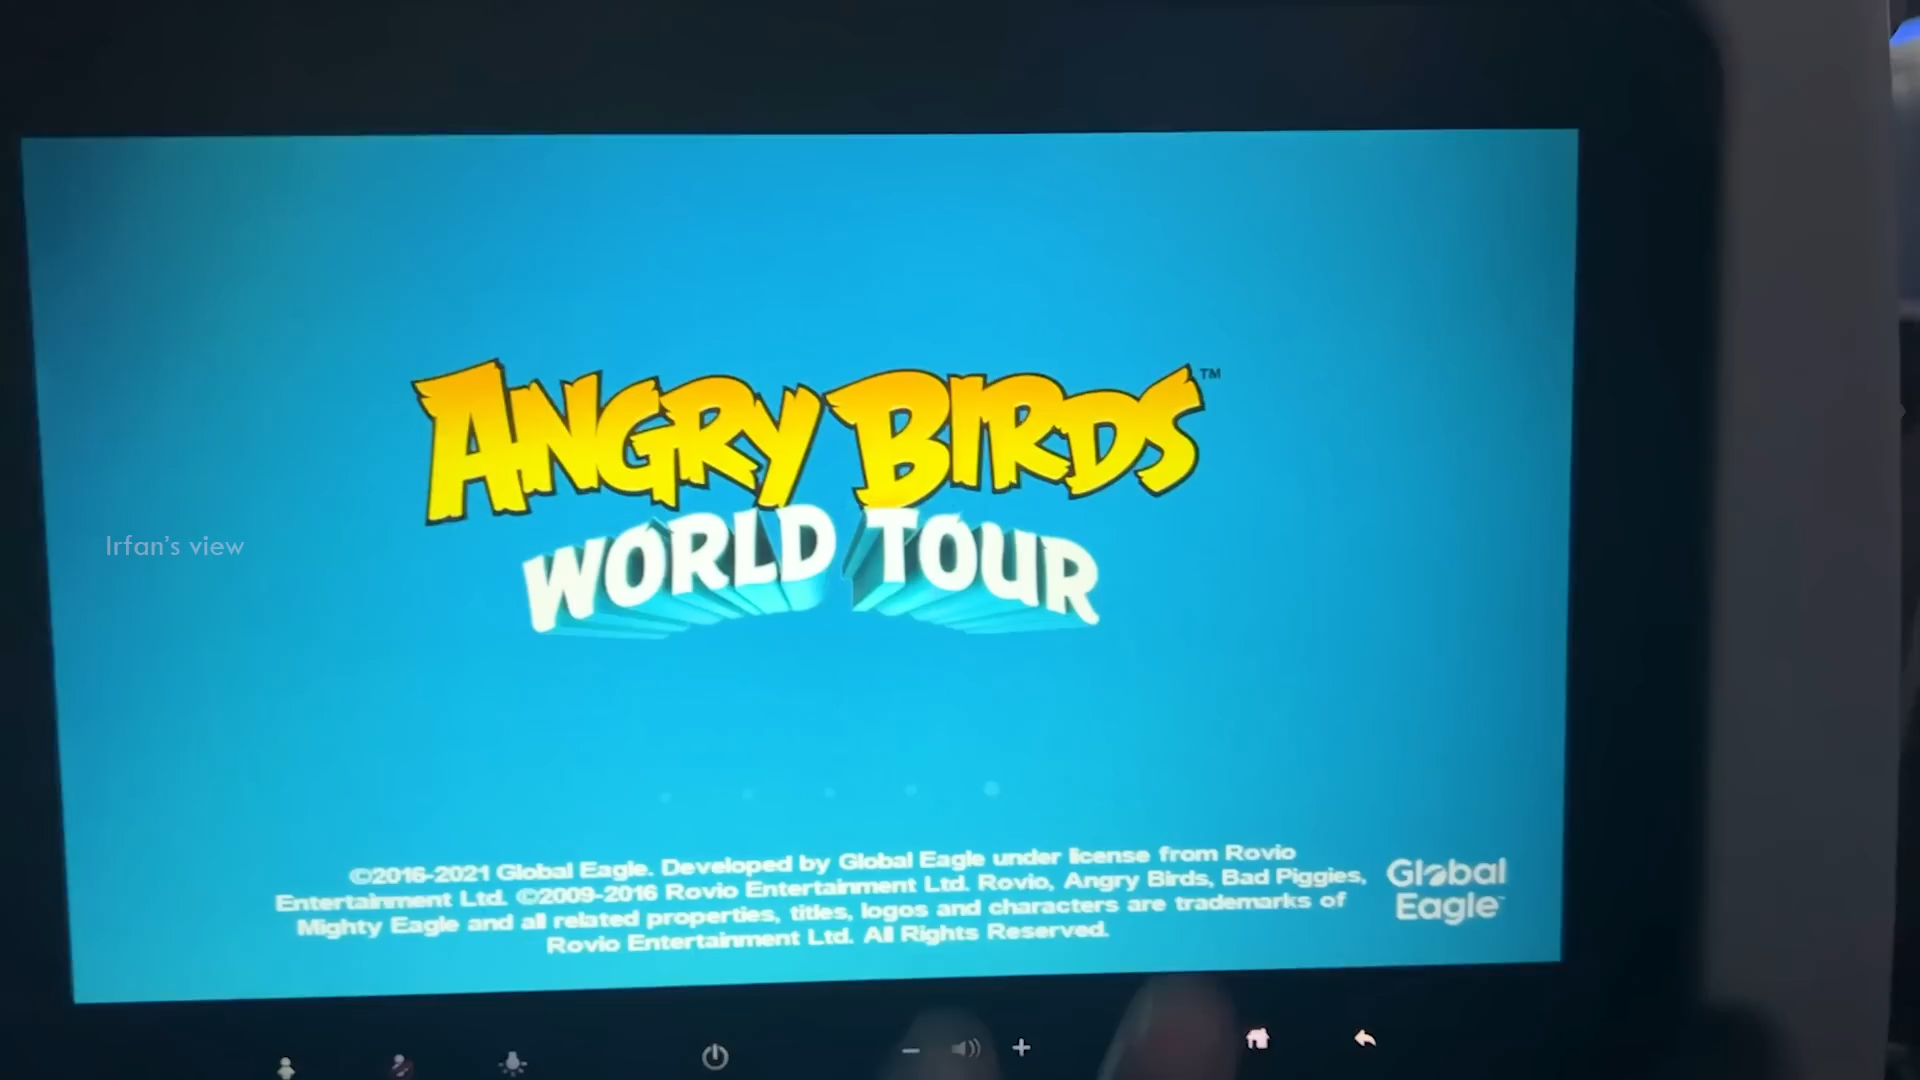 ANGRY BIRDS™
WORLD TOUR
Irfan's view
©2016-2021 Global Eagle. Developed by Global Eagle under license from Rovio
Entertainment Ltd. ©2009-2016 Rovio Entertainment Ltd. Rovio, Angry Birds, Bad Piggies,
Mighty Eagle and all related properties, titles, logos and characters are trademarks of
Rovio Entertainment Ltd. All Rights Reserved.
Global
Eagle™